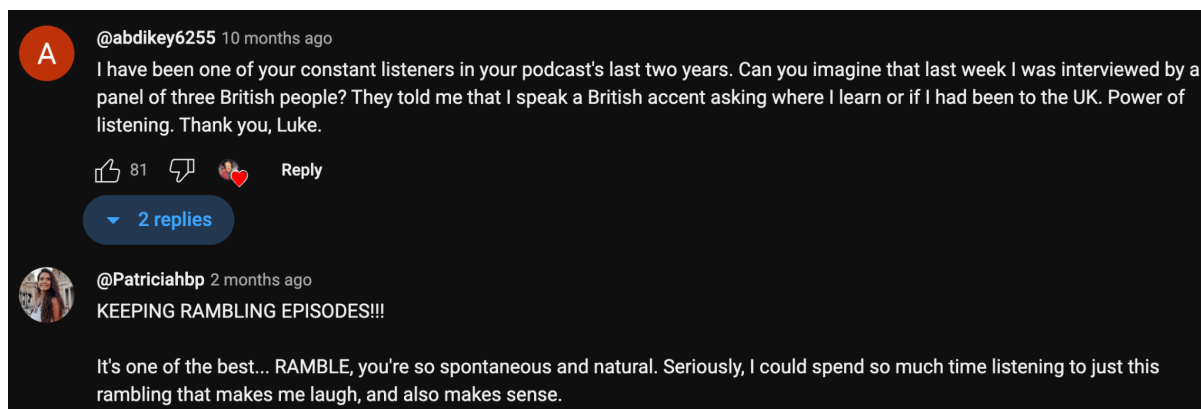 A
@abdikey6255 10 months ago
I have been one of your constant listeners in your podcast's last two years. Can you imagine that last week I was interviewed by a
panel of three British people? They told me that I speak a British accent asking where I learn or if I had been to the UK. Power of
listening. Thank you, Luke.
81 Reply
2 replies
@Patriciahbp 2 months ago
KEEPING RAMBLING EPISODES!!!
It's one of the best... RAMBLE, you're so spontaneous and natural. Seriously, I could spend so much time listening to just this
rambling that makes me laugh, and also makes sense.